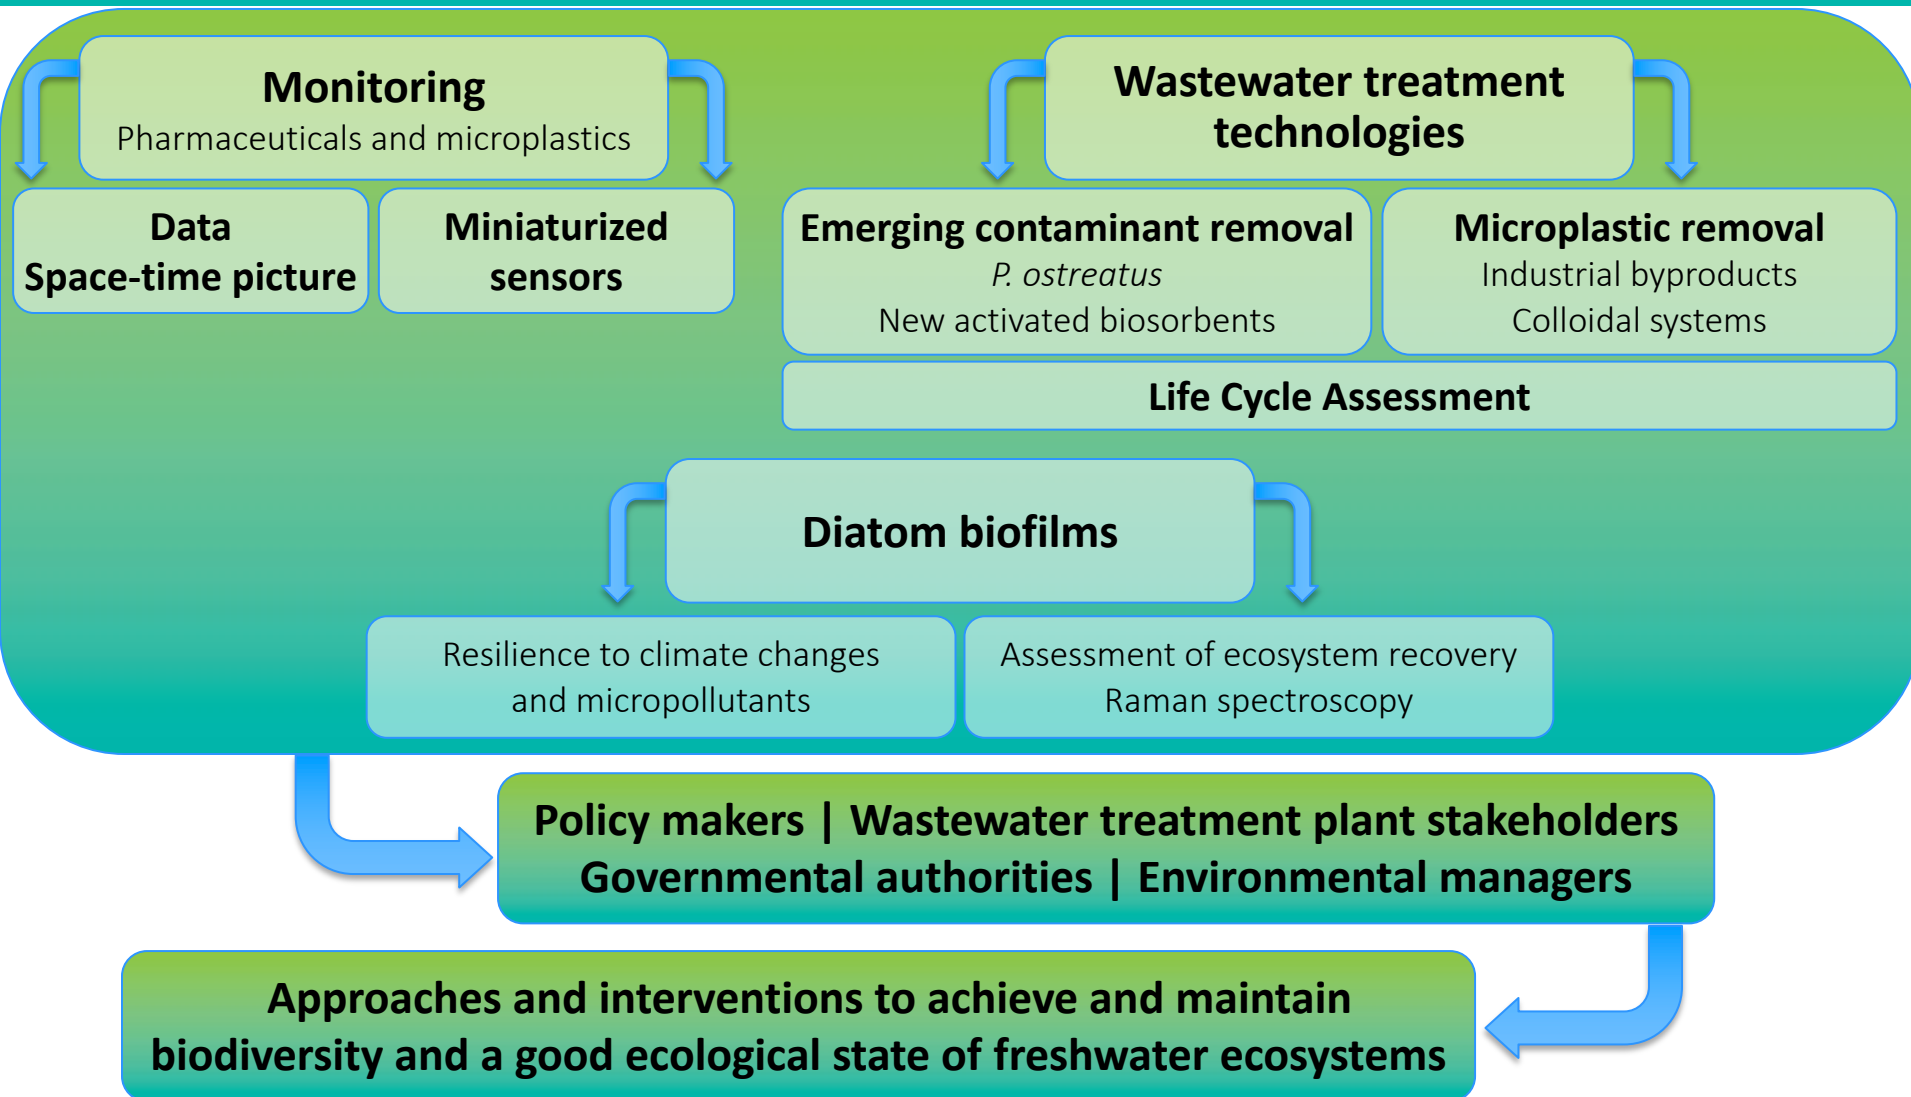 Monitoring
Pharmaceuticals and microplastics
Data
Space-time picture
Miniaturized
sensors
Wastewater treatment
technologies
Emerging contaminant removal
P. ostreatus
New activated biosorbents
Microplastic removal
Industrial byproducts
Colloidal systems
Life Cycle Assessment
Diatom biofilms
Resilience to climate changes
and micropollutants
Assessment of ecosystem recovery
Raman spectroscopy
Policy makers | Wastewater treatment plant stakeholders
Governmental authorities | Environmental managers
Approaches and interventions to achieve and maintain
biodiversity and a good ecological state of freshwater ecosystems